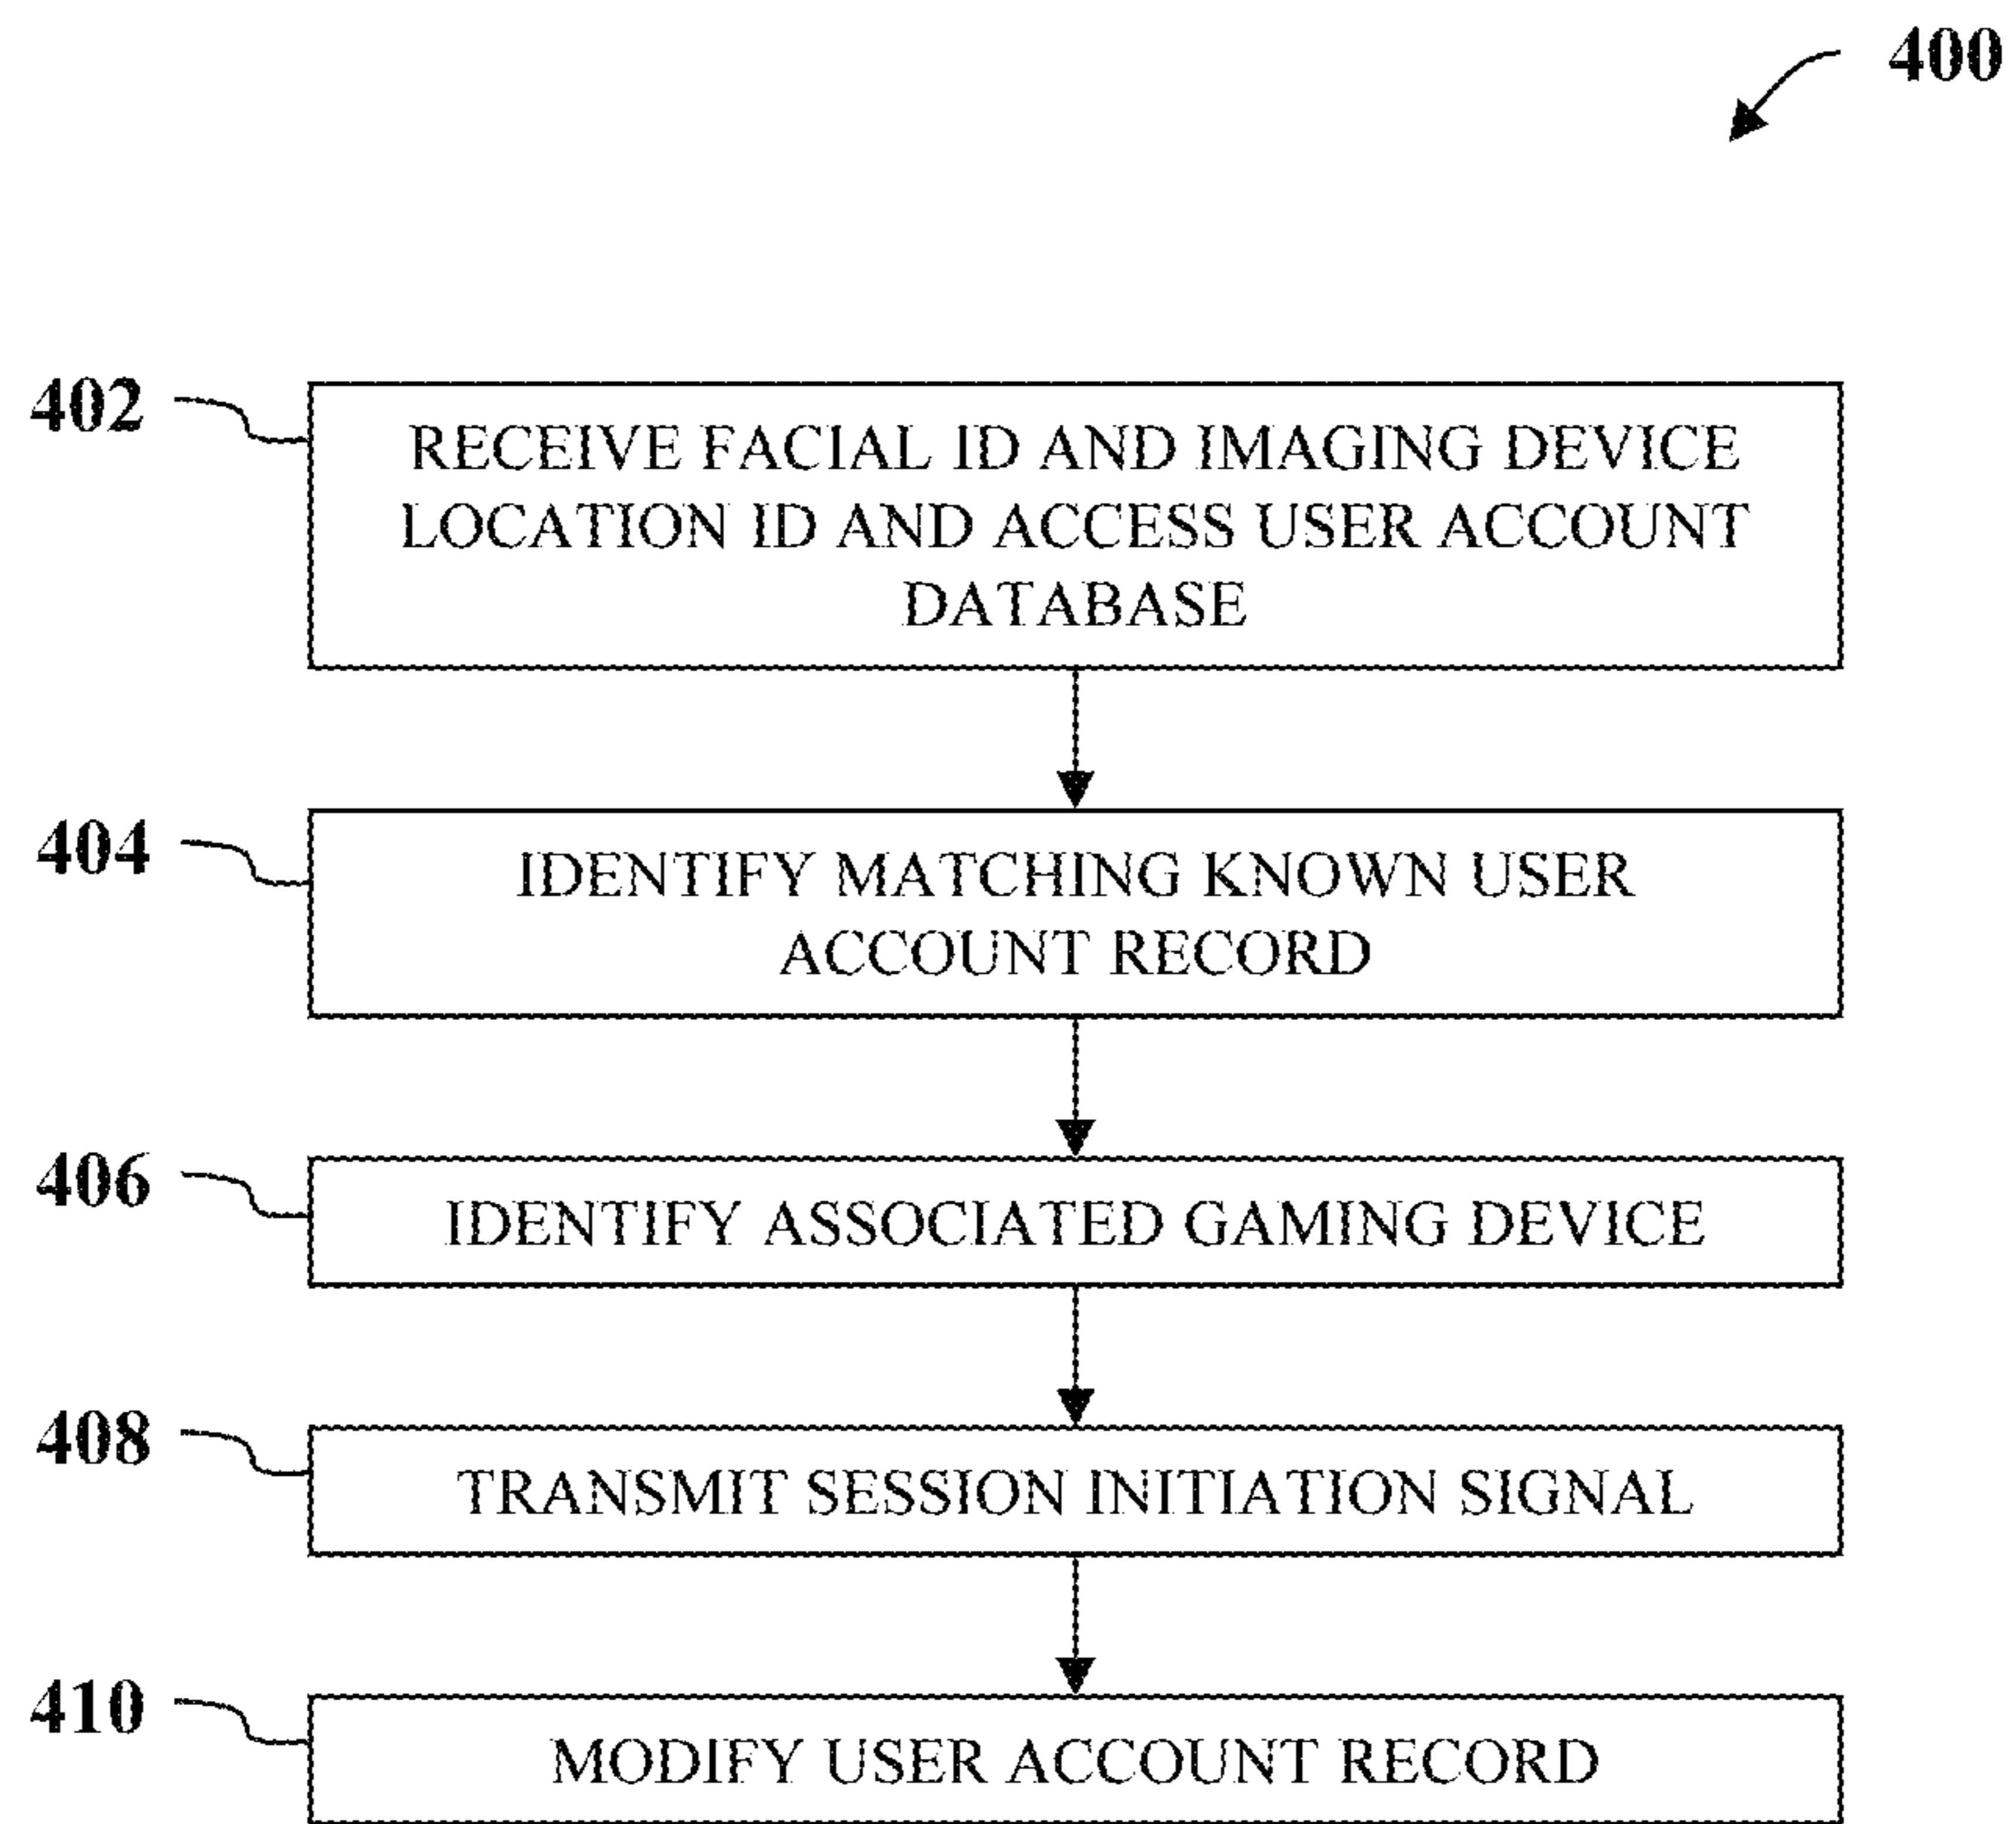 400
402
RECEIVE FACIAL ID AND IMAGING DEVICE
LOCATION ID AND ACCESS USER ACCOUNT
DATABASE
404
IDENTIFY MATCHING KNOWN USER
ACCOUNT RECORD
406
IDENTIFY ASSOCIATED GAMING DEVICE
408
TRANSMIT SESSION INITIATION SIGNAL
410
MODIFY USER ACCOUNT RECORD